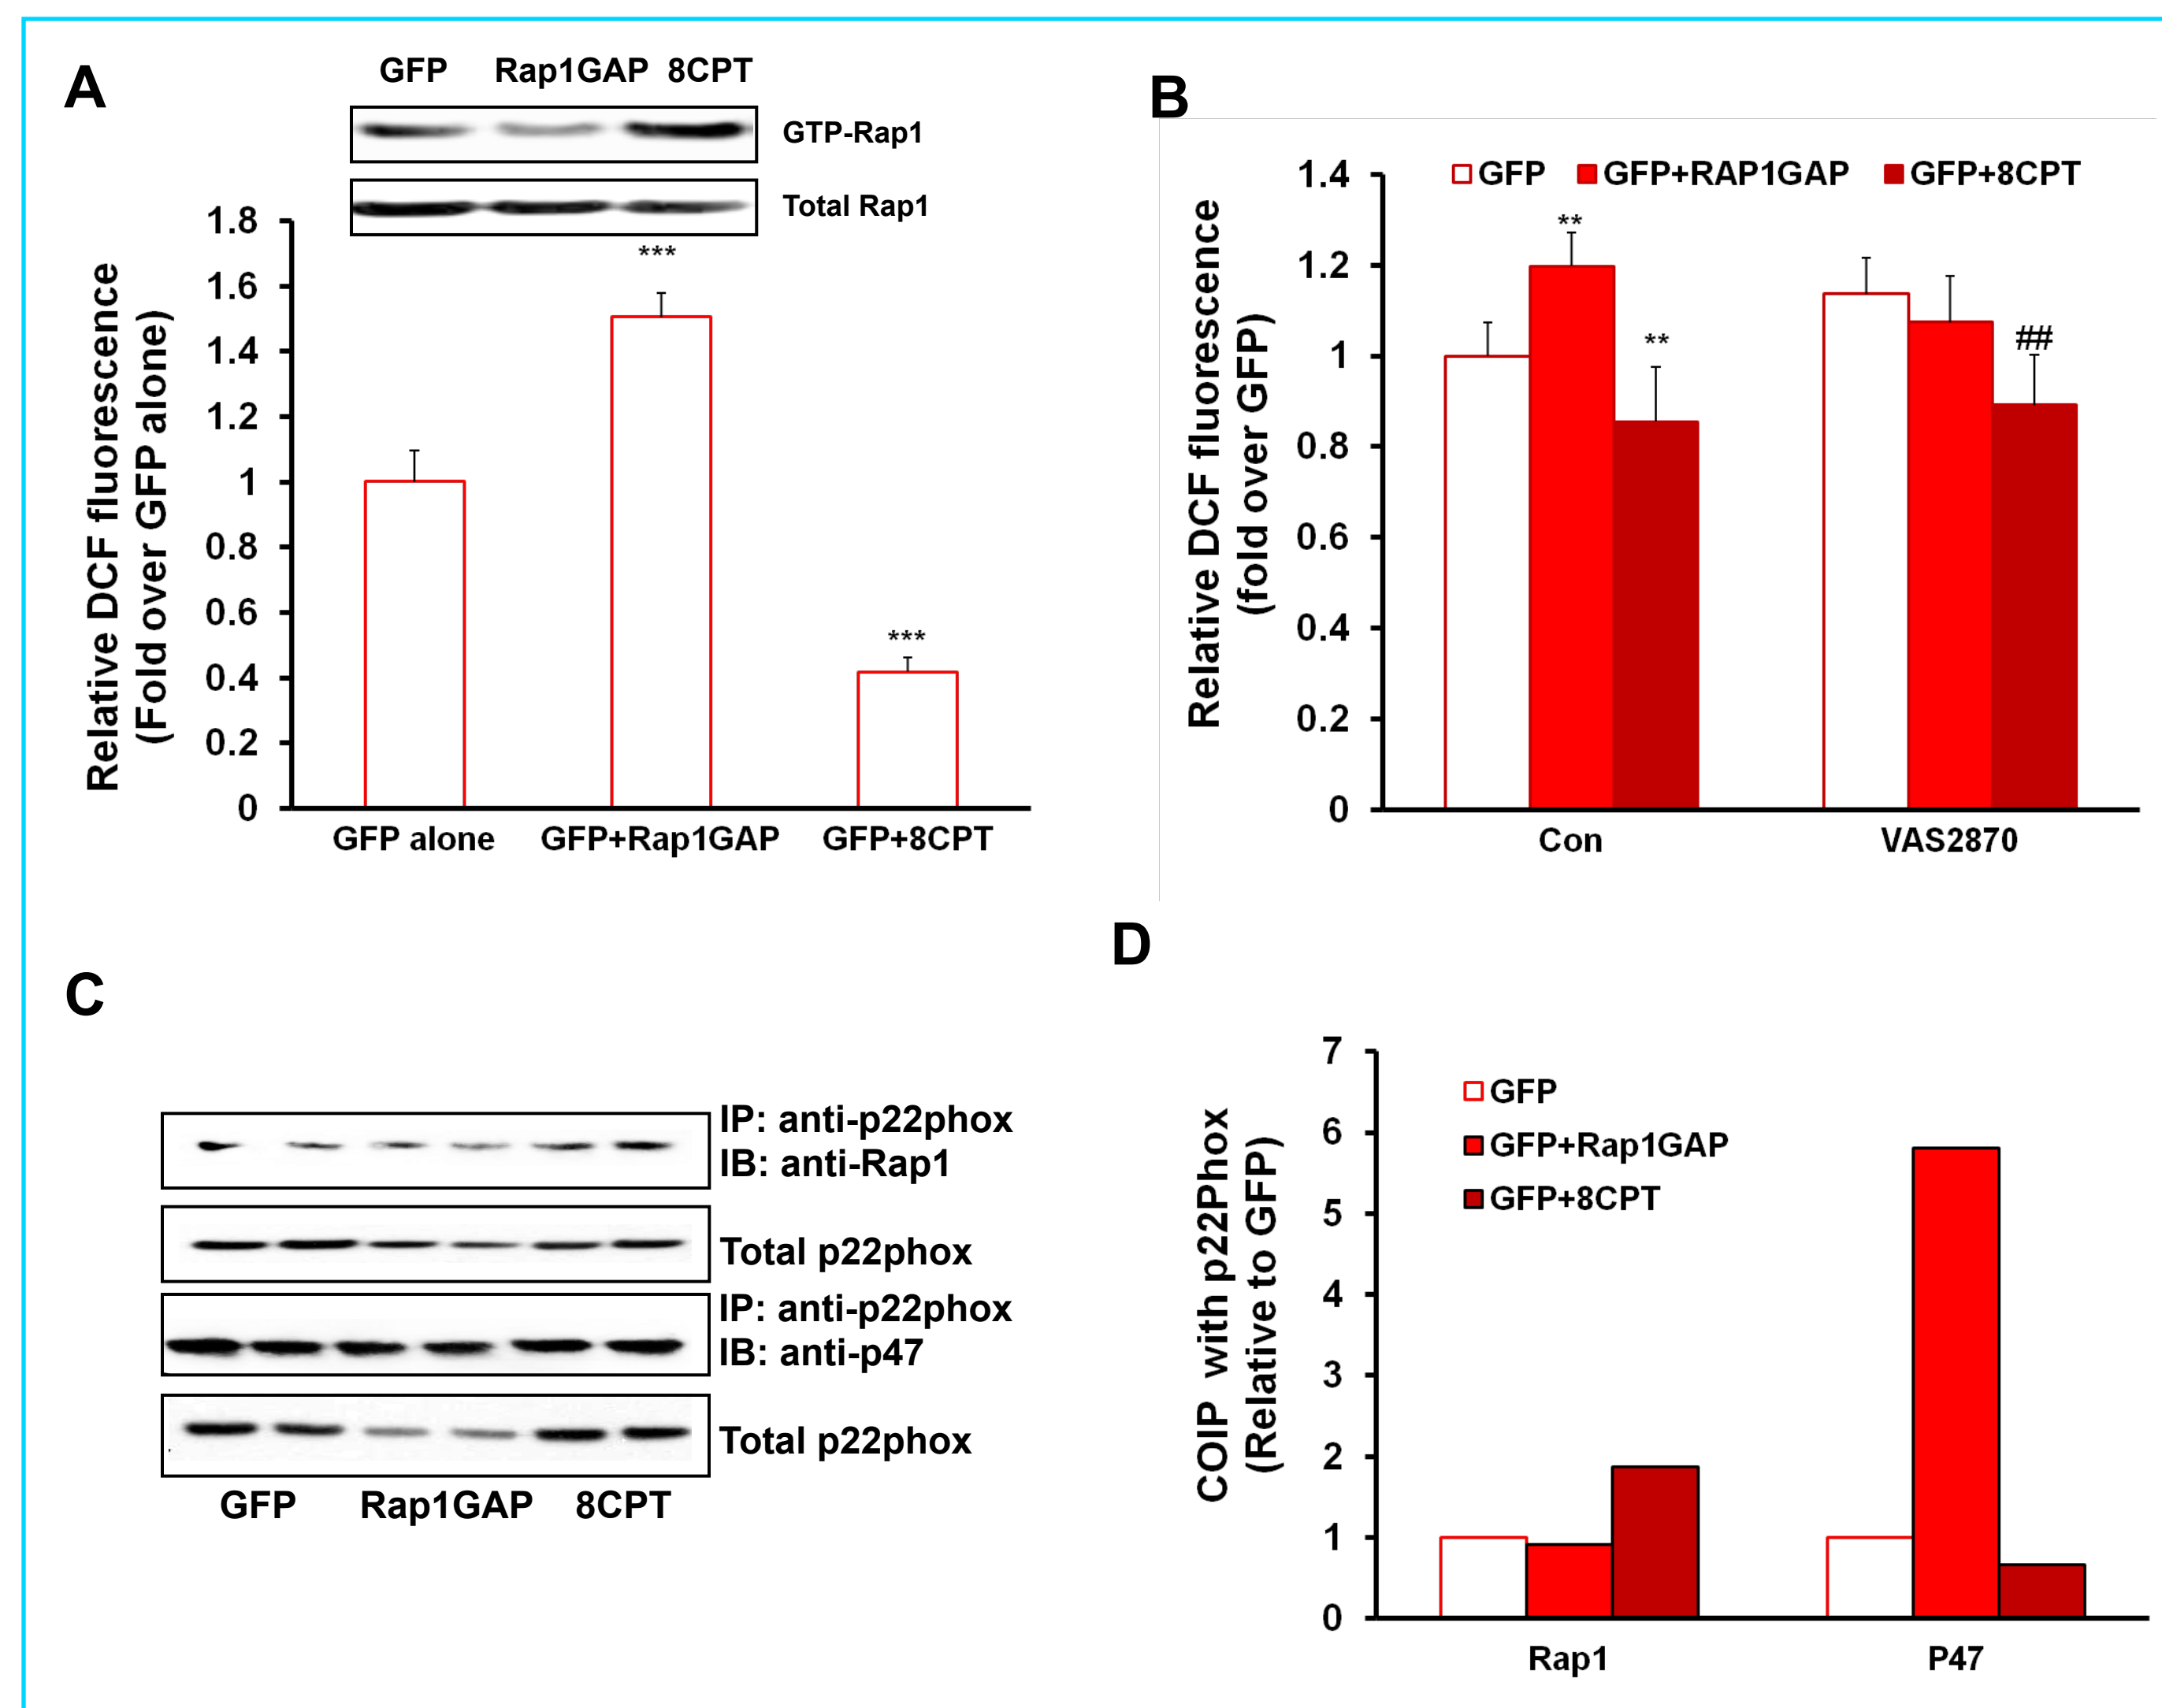 A
GFP Rap1GAP 8CPT
GTP-Rap1
Total Rap1
1.8
1.6
1.4
1.2
1
0.8
0.6
0.4
0.2
0
Relative DCF fluorescence
(Fold over GFP alone)
***
***
GFP alone GFP+Rap1GAP GFP+8CPT
B
GFP GFP+RAP1GAP GFP+8CPT
1.4
1.2
1
0.8
0.6
0.4
0.2
0
Relative DCF fluorescence
(fold over GFP)
**
**
##
Con VAS2870
C
IP: anti-p22phox
IB: anti-Rap1
Total p22phox
IP: anti-p22phox
IB: anti-p47
Total p22phox
GFP Rap1GAP 8CPT
D
7
6
5
4
3
2
1
0
COIP with p22Phox
(Relative to GFP)
GFP
GFP+Rap1GAP
GFP+8CPT
Rap1 P47